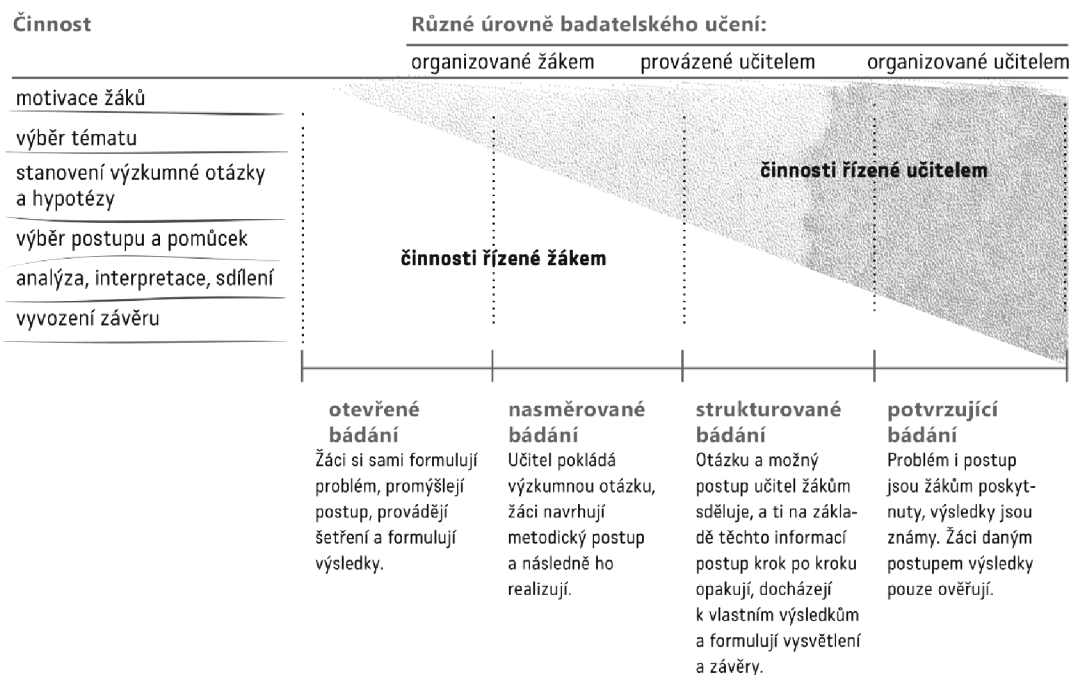 Činnost
Různé úrovně badatelského učení:
organizované žákem
provázené učitelem
organizované učitelem
motivace žáků
výběr tématu
stanovení výzkumné otázky
a hypotézy
výběr postupu a pomůcek
analýza, interpretace, sdílení
vyvození závěru
činnosti řízené učitelem
činnosti řízené žákem
otevřené
bádání
Žáci si sami formulují
problém, promýšlejí
postup, provádějí
šetření a formulují
výsledky.
nasměrované
bádání
Učitel pokládá
výzkumnou otázku,
žáci navrhují
metodický postup
a následně ho
realizují.
strukturované
bádání
Otázku a možný
postup učitel žákům
sděluje, a ti na zákla-
dě těchto informací
postup krok po kroku
opakují, docházejí
k vlastním výsledkům
a formulují vysvětlení
a závěry.
potvrzující
bádání
Problém i postup
jsou žákům poskyt-
nuty, výsledky jsou
známy. Žáci daným
postupem výsledky
pouze ověřují.